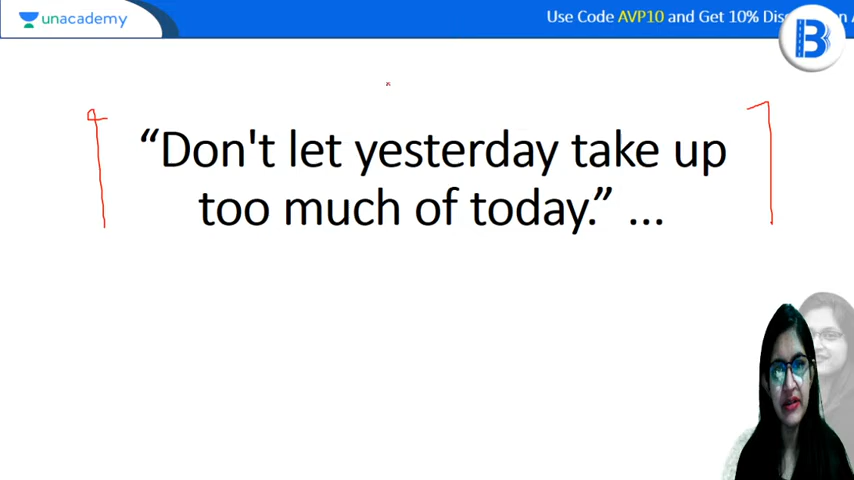 unacademy
Use Code AVP10 and Get 10% Dis
B
“Don't let yesterday take up
too much of today.” ...